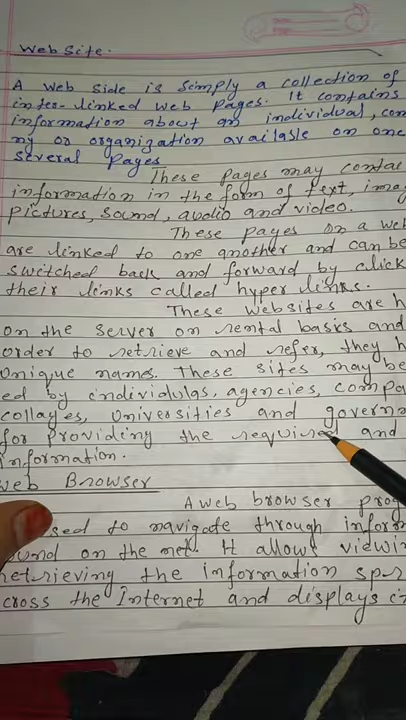 Web Site.
A Web Side is Simply a collection of
inter-linked web pages. It contains
information about an individual, com
ny or organization available on one
several pages
These pages may contai
information in the form of text, imag
pictures, sound, audio and video.
These pages on a web
are linked to one another and can be
switched back and forward by click
their links called hyper links.
These Websites are h
on the server on rental basis and
order to retrieve and refer, they h
Unique names. These sites may be
ed by individulas, agencies, compa
collages, Universities and governm
for providing the required and
information.
Web Browser
A web browser prog
sed to navigate through inform
ound on the net. It allows viewin
retrieving the information spr
cross the Internet and displays i